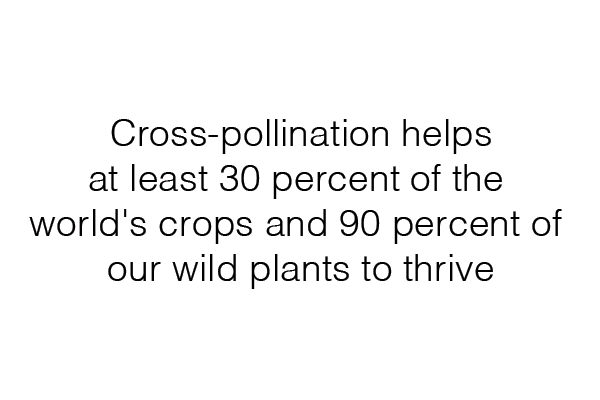 Cross-pollination helps
at least 30 percent of the
world's crops and 90 percent of
our wild plants to thrive